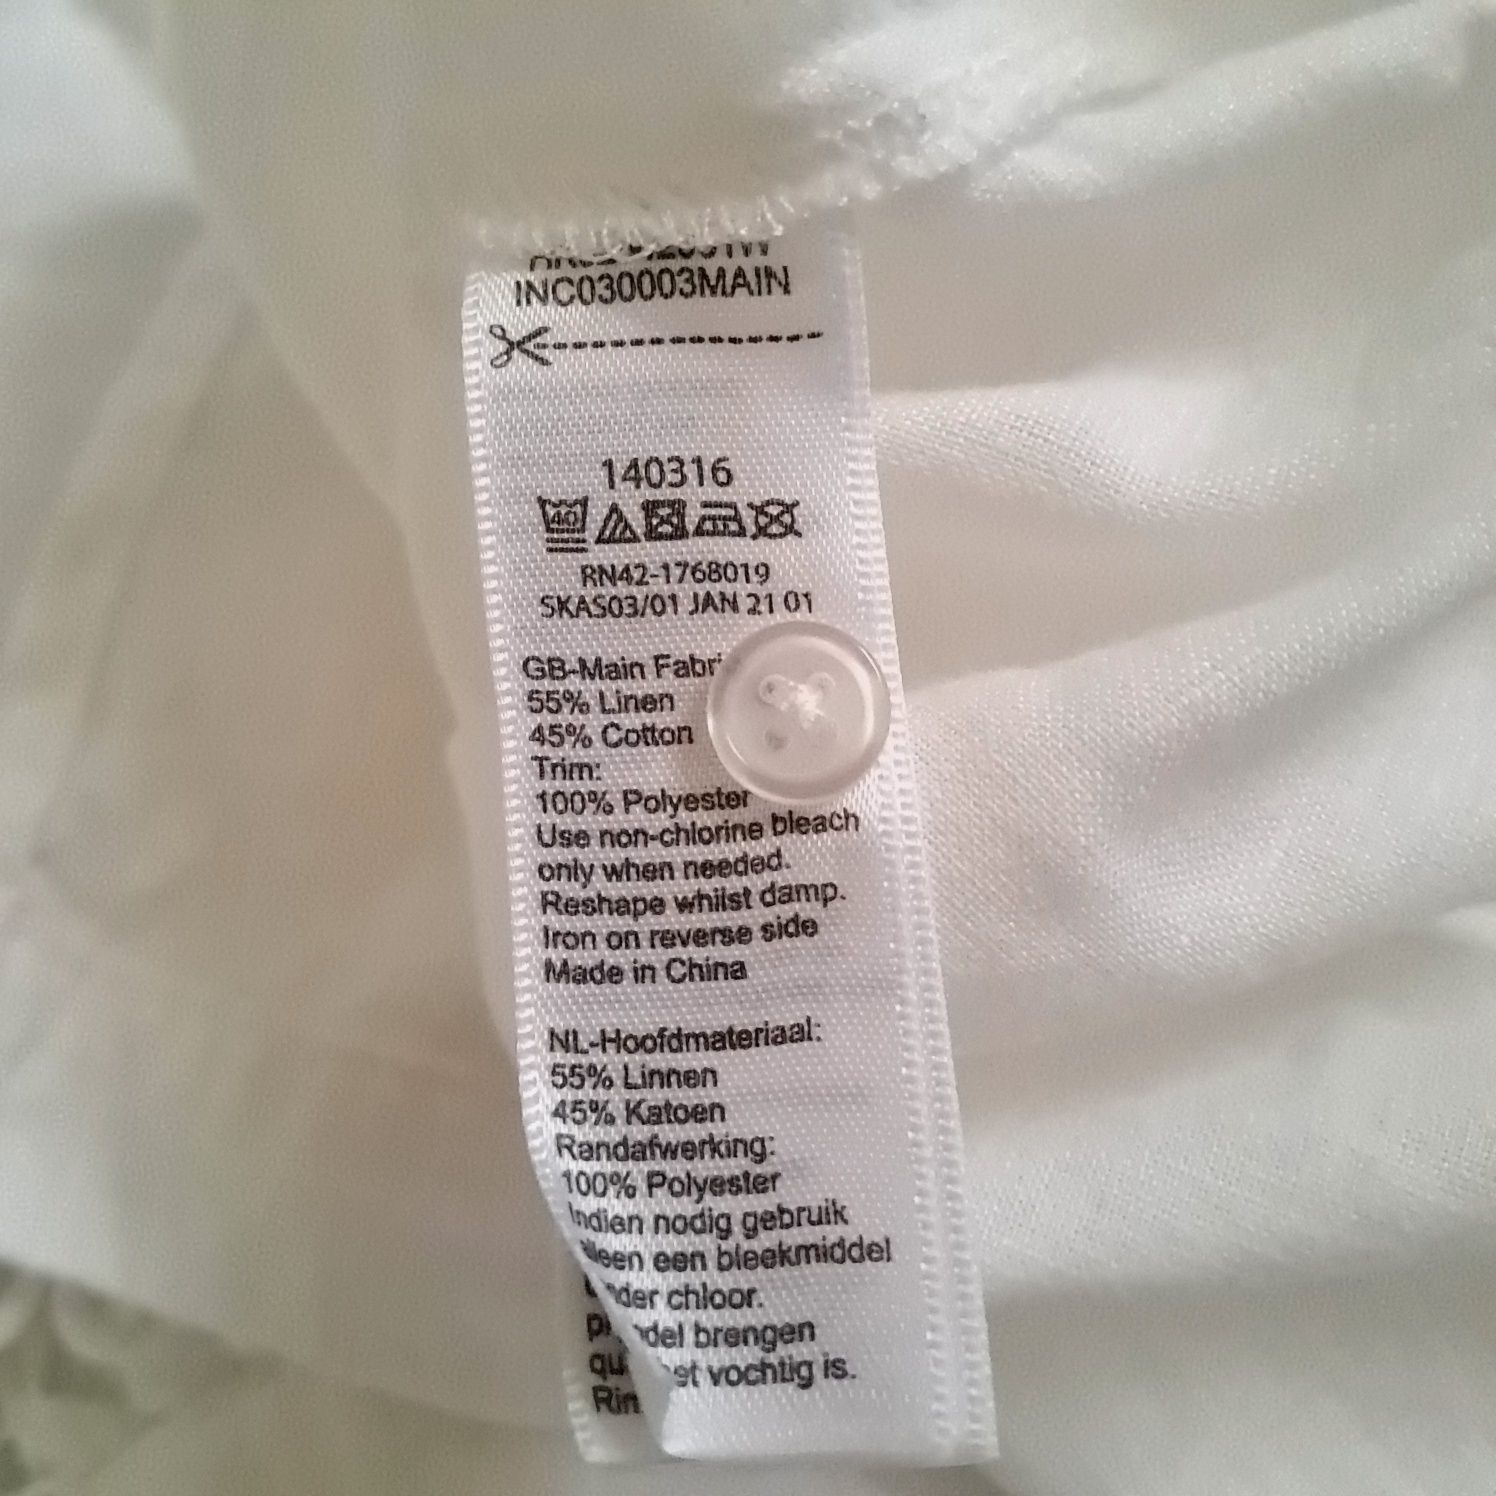 INC030003MAIN
140316
40
RN42-1768019
SKAS03/01 JAN 21 01
GB-Main
55% Linen
45% Cotton
Trim:
100% Polyester
Use non-chlorine bleach
only when needed.
Reshape whilst damp.
Iron on reverse side
Made in China
NL-Hoofdmateriaal:
55% Linnen
45% Katoen
Randafwerking:
100% Polyester
Indien nodig gebruik
een bleekmiddel
chloor.
brengen
vochtig is.